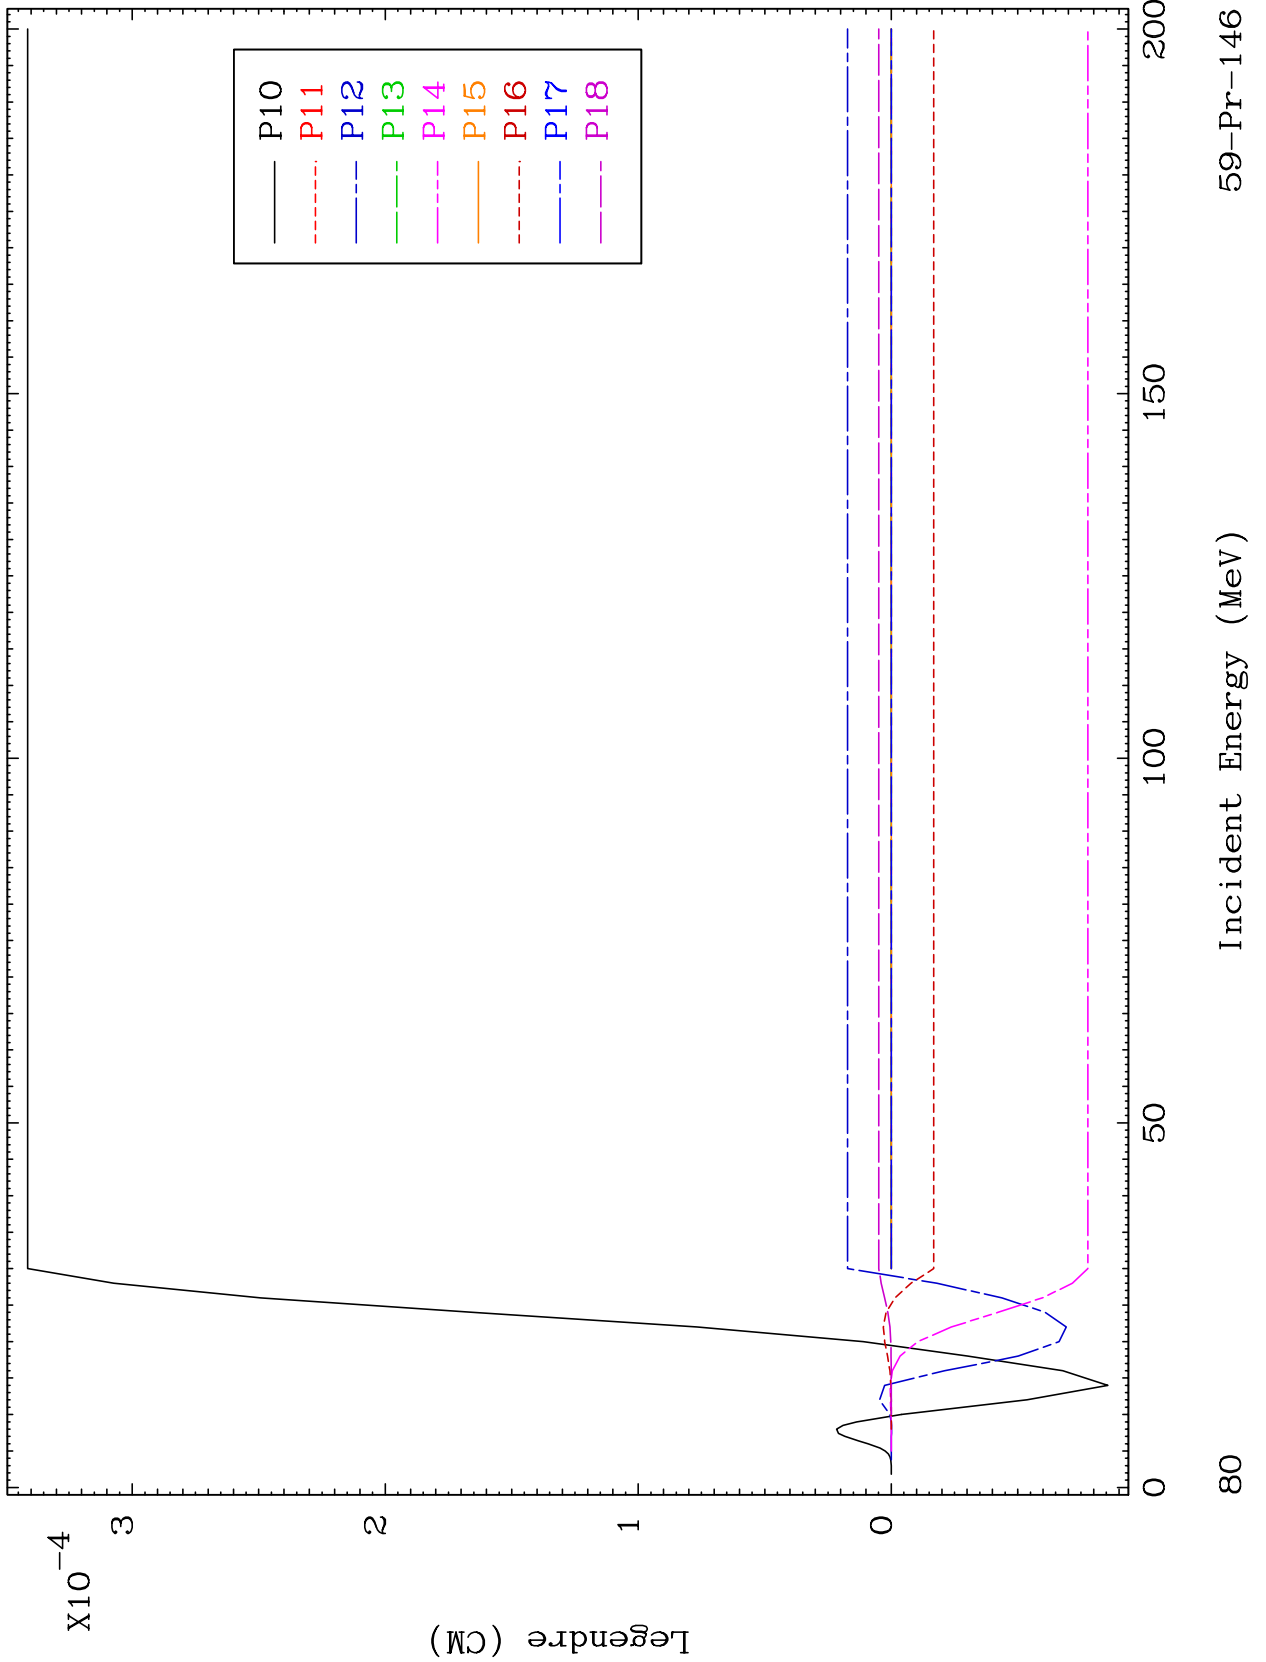 X10-4
Legendre (CM)
3
2
1
0
P10
P11
P12
P13
P14
P15
P16
P17
P18
0
50
100
150
200
Incident Energy (MeV)
80
59-Pr-146